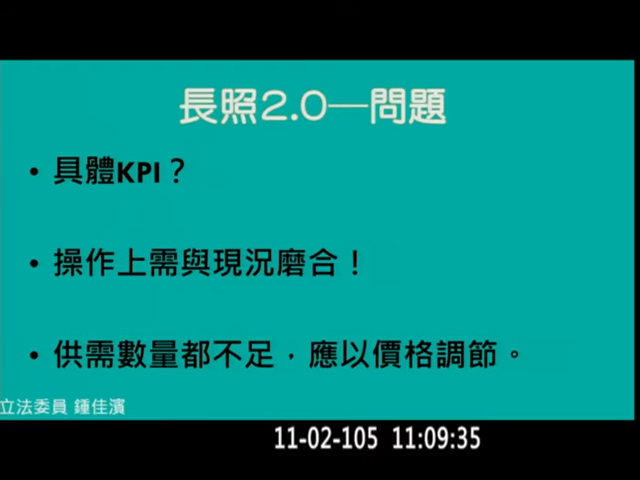 長照2.0—問題
• 具體KPI？
• 操作上需與現況磨合！
• 供需數量都不足，應以價格調節。
立法委員 鍾佳濱
11-02-105 11:09:35